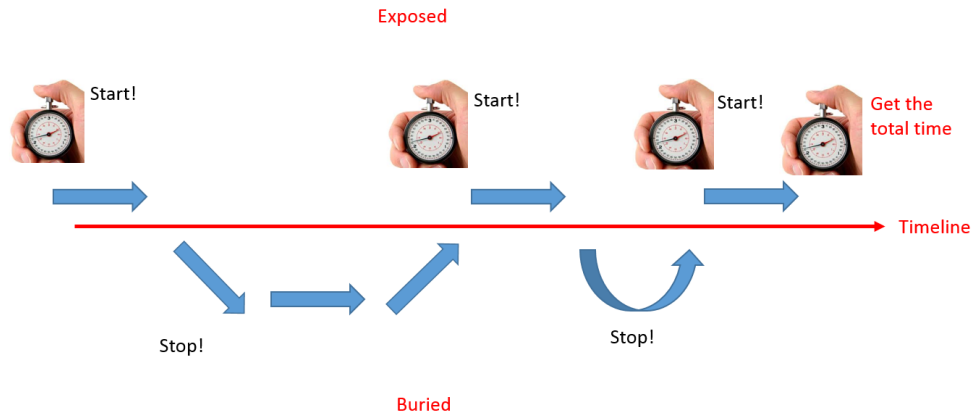 Exposed
Start!
Start!
Start!
Get the
total time
Timeline
Stop!
Stop!
Buried